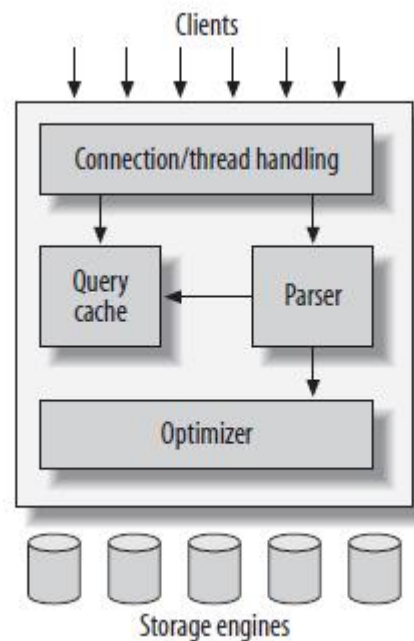 Clients
Connection/thread handling
Query
cache
Parser
Optimizer
Storage engines